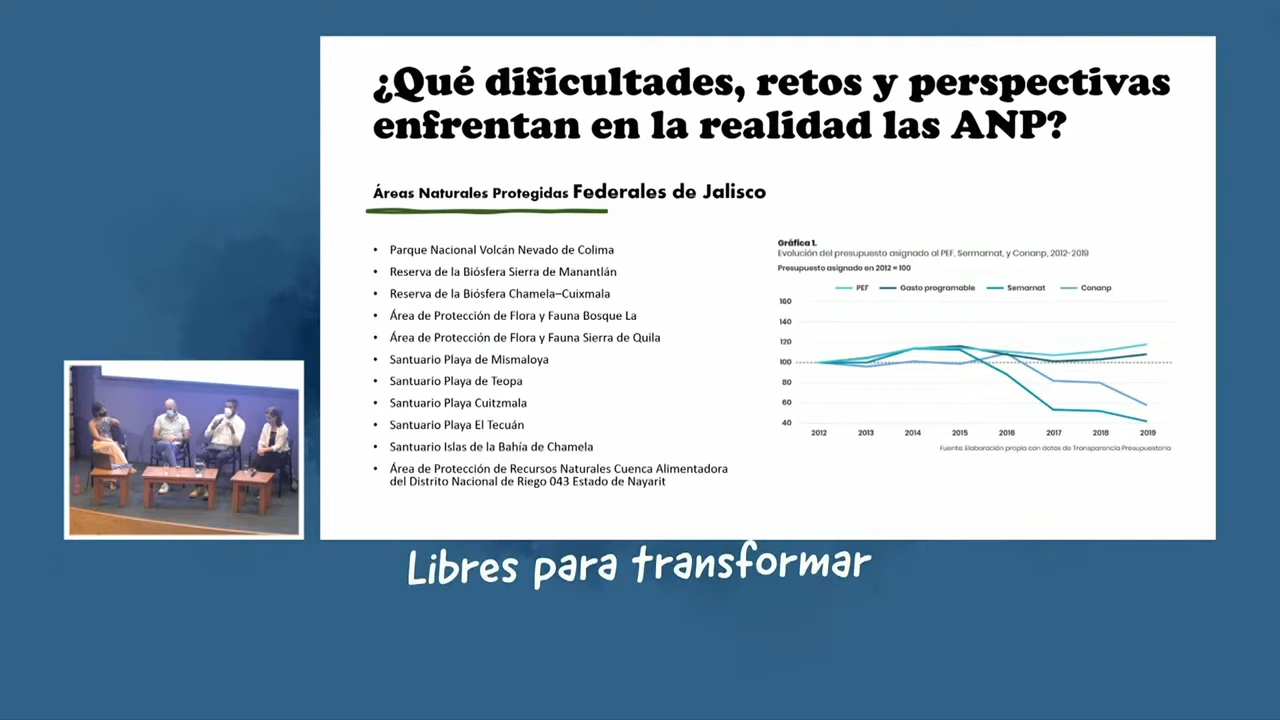 ¿Qué dificultades, retos y perspectivas
enfrentan en la realidad las ANP?
Áreas Naturales Protegidas Federales de Jalisco
• Parque Nacional Volcán Nevado de Colima
• Reserva de la Biósfera Sierra de Manantlán
• Reserva de la Biósfera Chamela–Cuixmala
• Área de Protección de Flora y Fauna Bosque La
• Área de Protección de Flora y Fauna Sierra de Quila
• Santuario Playa de Mismaloya
• Santuario Playa de Teopa
• Santuario Playa Cuitzmala
• Santuario Playa El Tecuán
• Santuario Islas de la Bahía de Chamela
• Área de Protección de Recursos Naturales Cuenca Alimentadora
del Distrito Nacional de Riego 043 Estado de Nayarit
Gráfica 1.
Evolución del presupuesto asignado al PEF, Sermarnat, y Conanp, 2012-2019
Presupuesto asignado en 2012 = 100
PEF Gasto programable Semarnat Conanp
160
140
120
100
80
60
40
2012 2013 2014 2015 2016 2017 2018 2019
Fuente: Elaboración propia con datos de Transparencia Presupuestaria
Libres para transformar